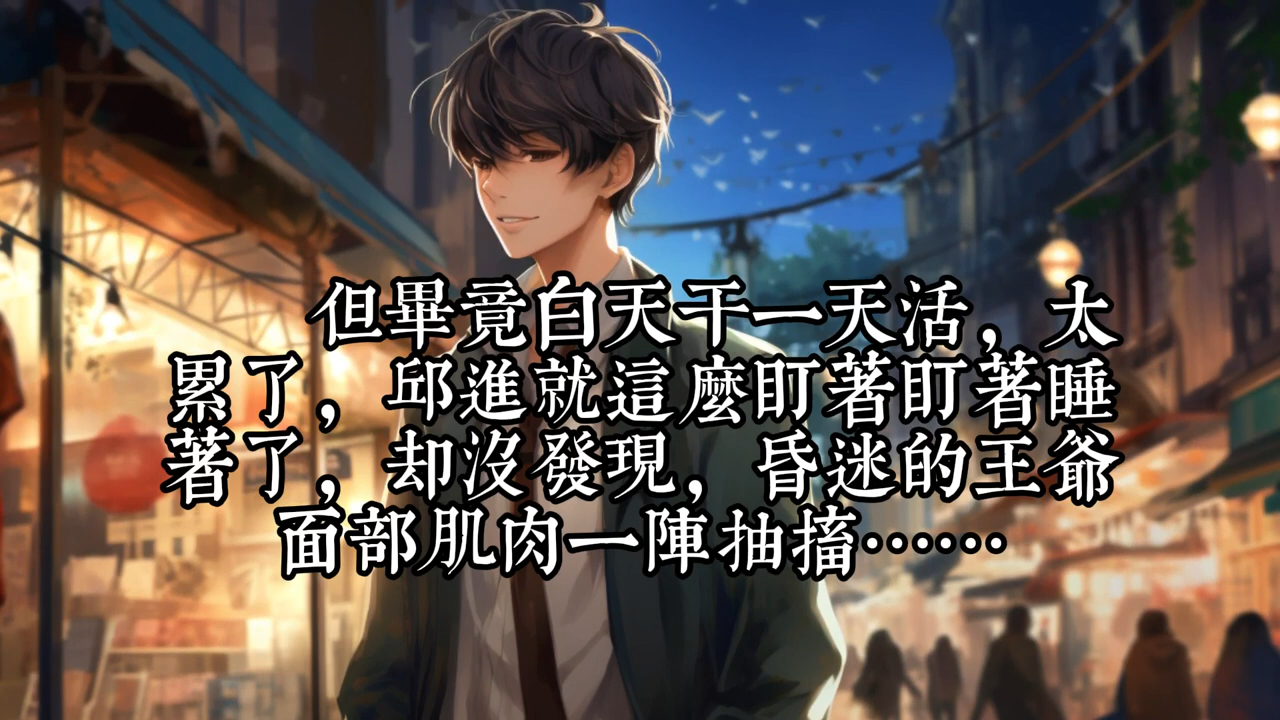 但畢竟白天干一天活，太
累了，邱進就這麼盯著盯著睡
著了，却沒發現，昏迷的王爺
面部肌肉一陣抽搐……